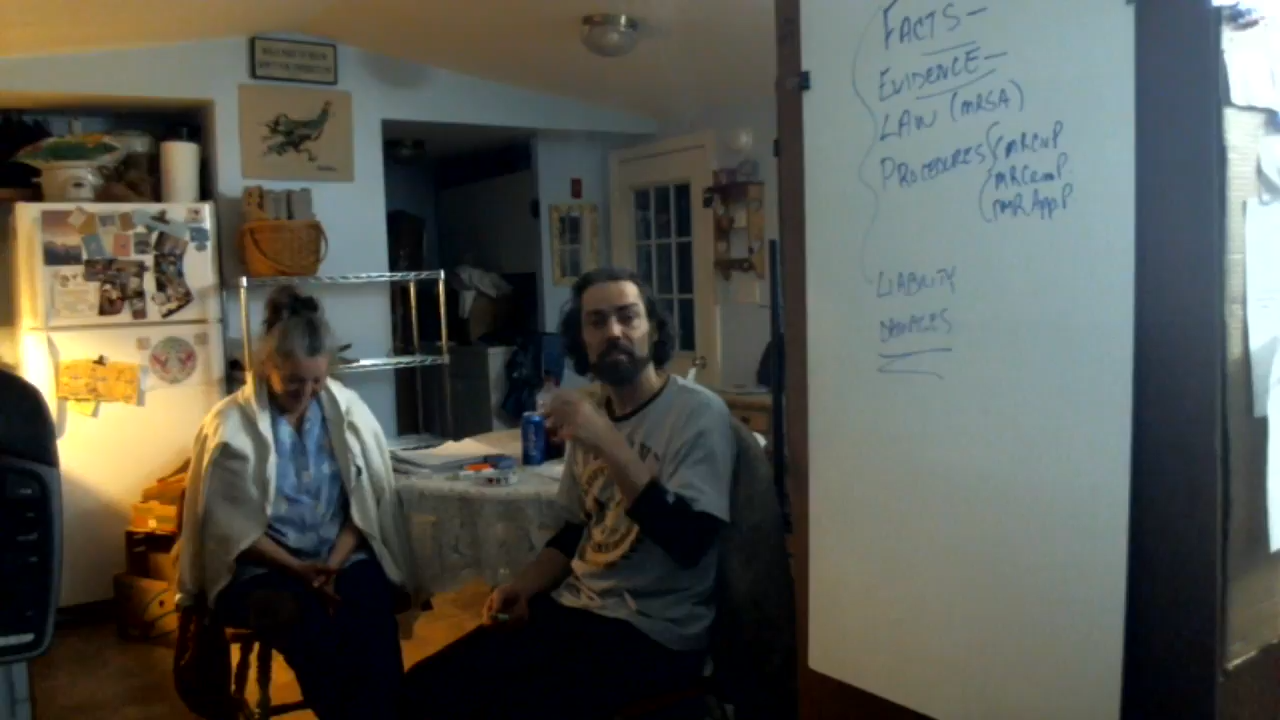 FACTS-
EVIDENCE-
LAW (MRSA)
PROCEDURES { MRCivP
MRCrimP.
MR App. P
LIABILITY
DAMAGES